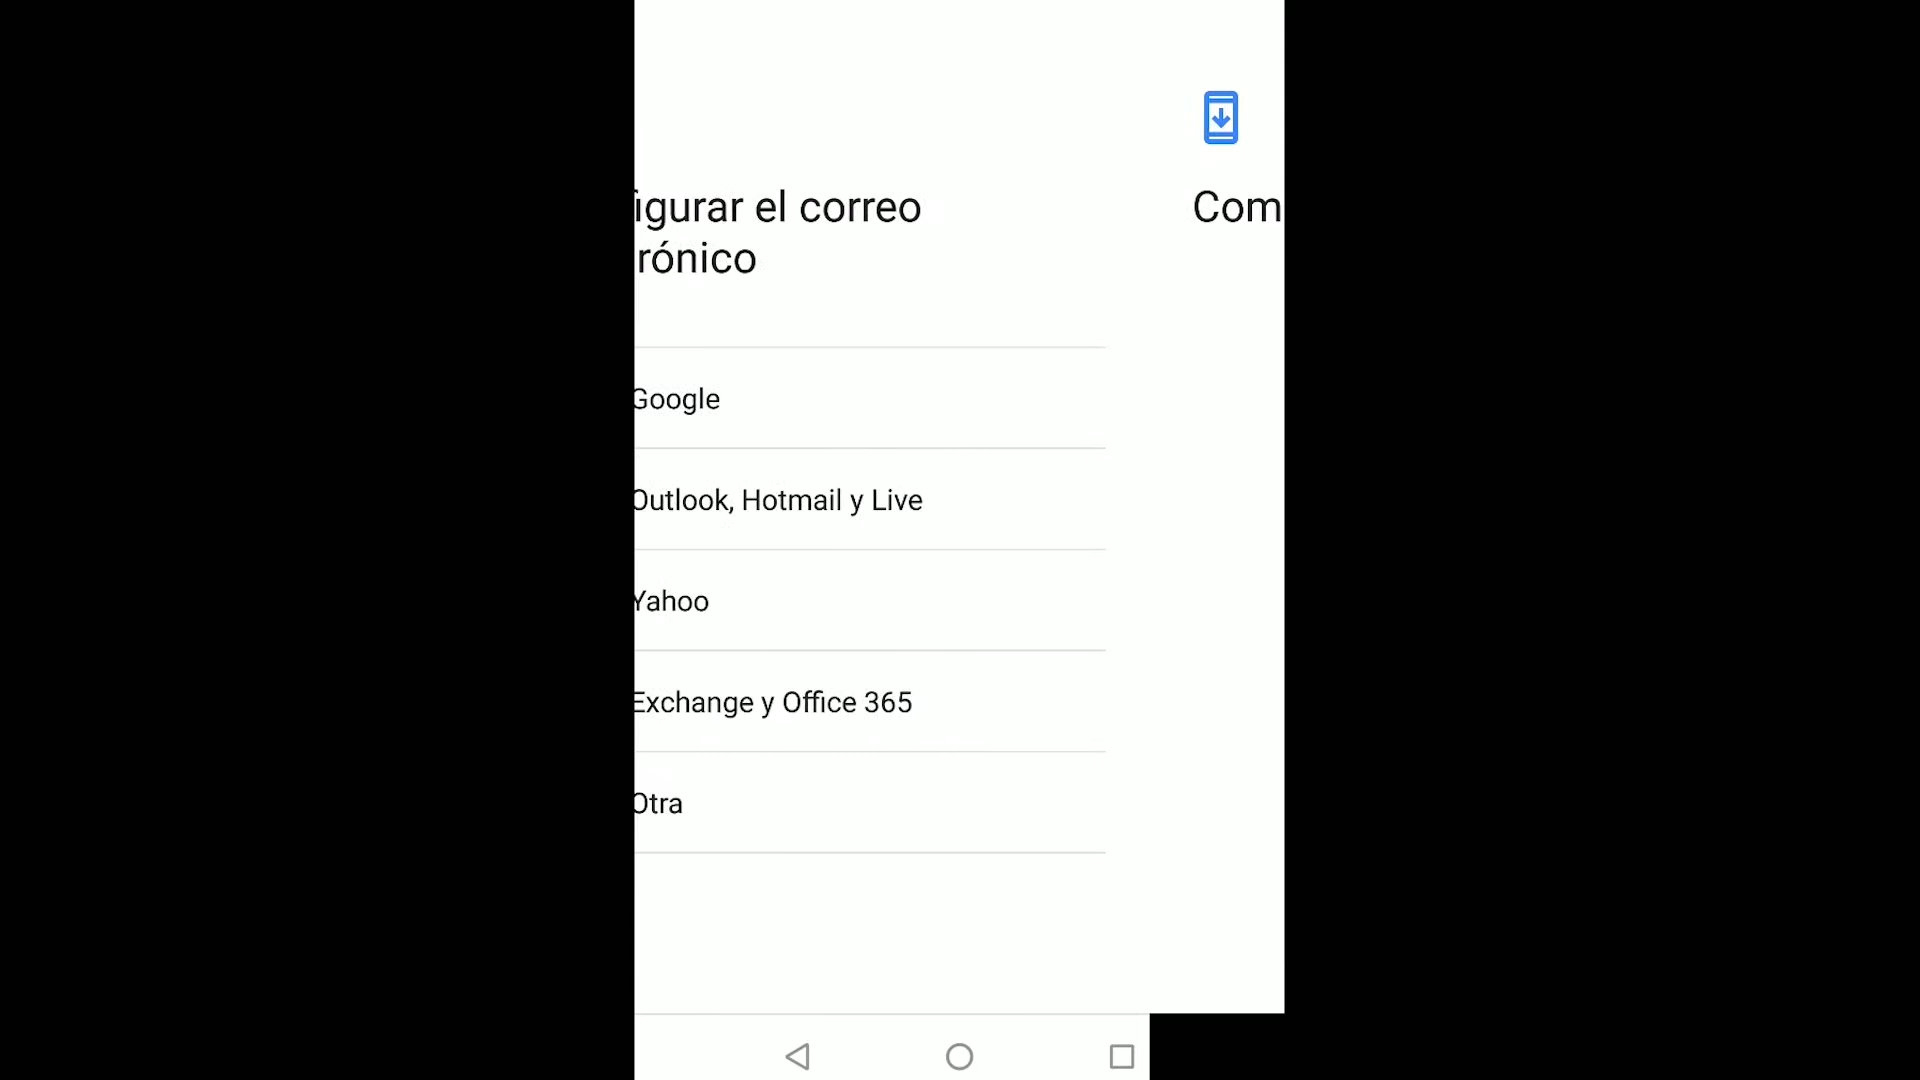 igurar el correo
rónico
Com
Google
Outlook, Hotmail y Live
Yahoo
Exchange y Office 365
Otra